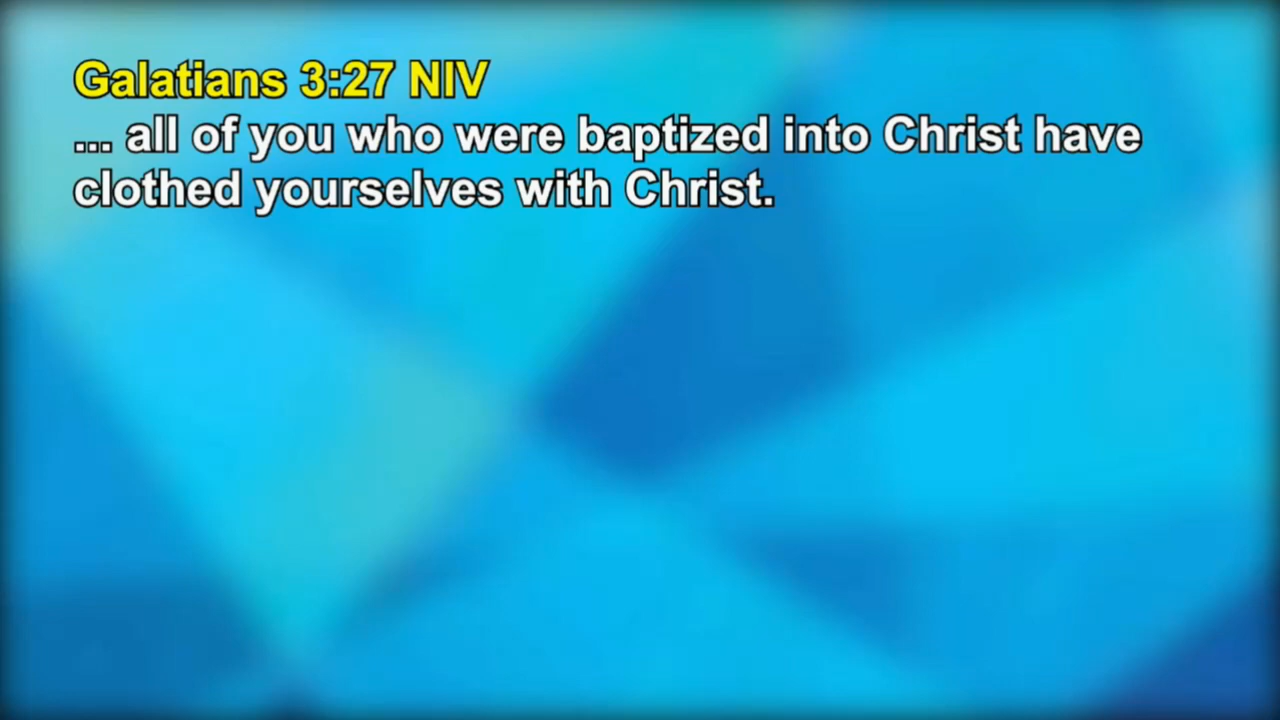 Galatians 3:27 NIV
... all of you who were baptized into Christ have
clothed yourselves with Christ.